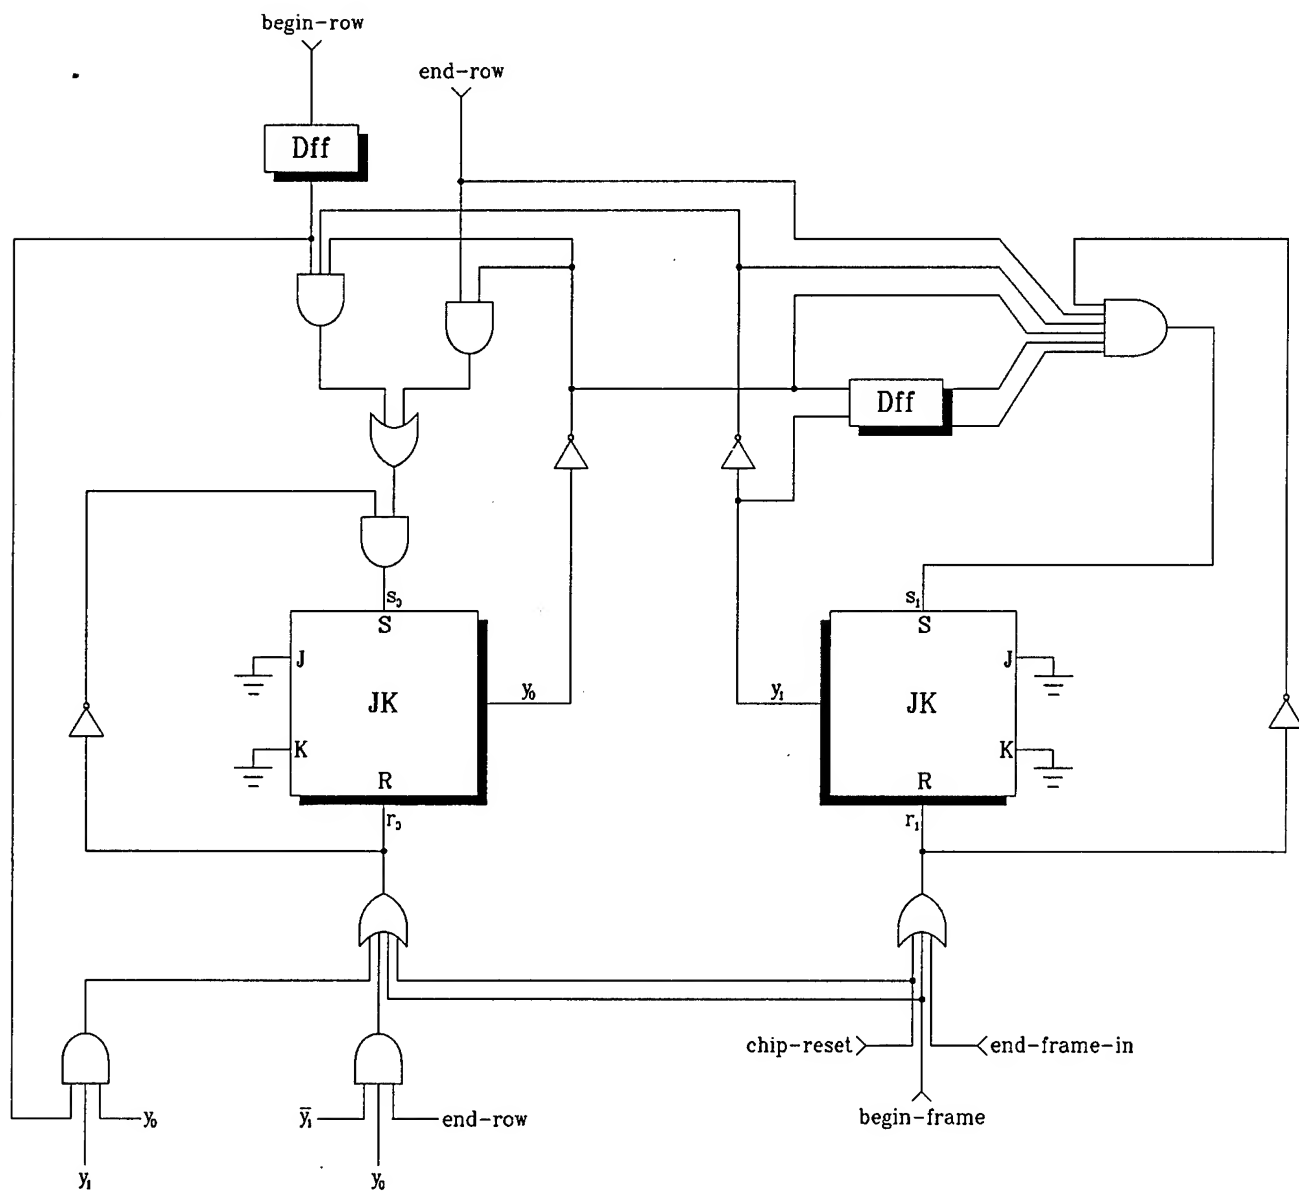 begin-row
end-row
Dff
Dff
s₀
s₁
S
S
J
J
JK
y₀
y₁
JK
K
K
R
R
r₀
r₁
chip-reset
end-frame-in
ȳ₁
end-row
y₀
begin-frame
y₁
y₀